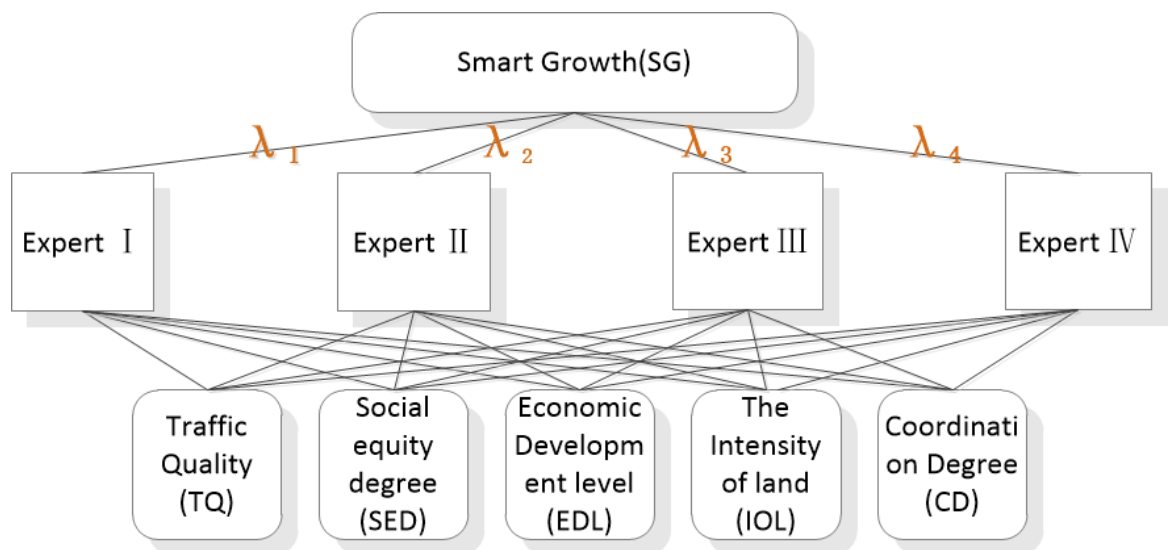 Smart Growth(SG)
λ 1
λ 2
λ 3
λ 4
Expert Ⅰ
Expert Ⅱ
Expert Ⅲ
Expert Ⅳ
Traffic
Quality
(TQ)
Social
equity
degree
(SED)
Economic
Developm
ent level
(EDL)
The
Intensity
of land
(IOL)
Coordinati
on Degree
(CD)